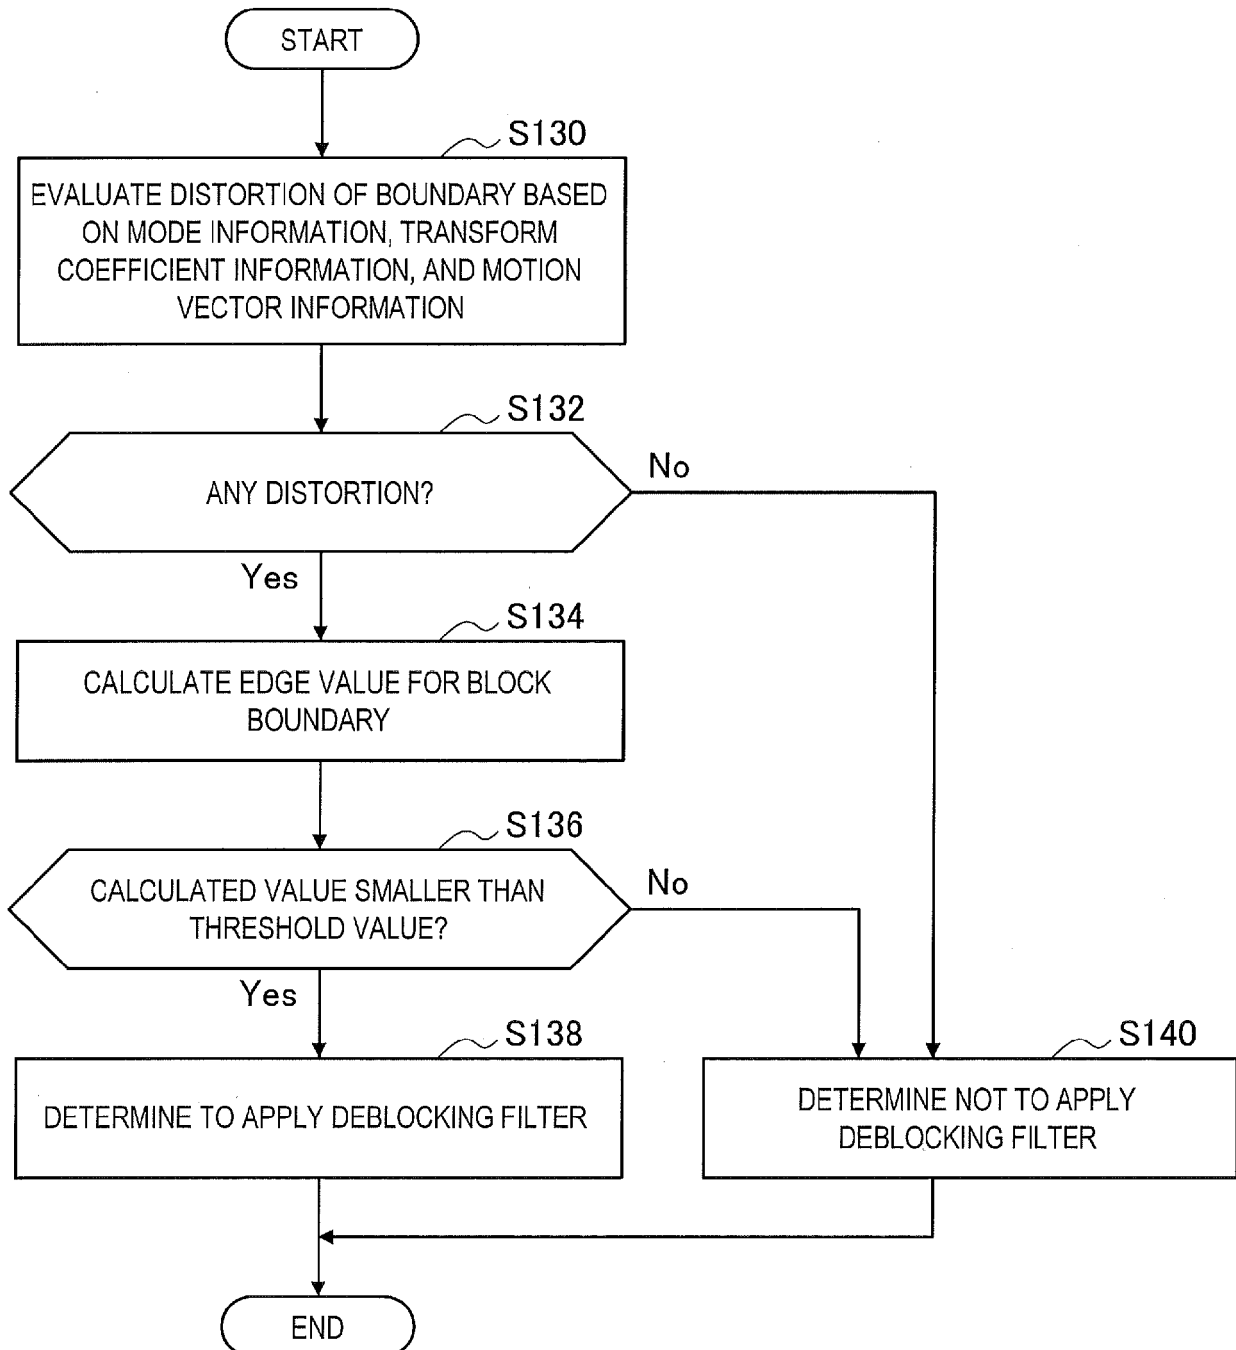 START
S130
EVALUATE DISTORTION OF BOUNDARY BASED
ON MODE INFORMATION, TRANSFORM
COEFFICIENT INFORMATION, AND MOTION
VECTOR INFORMATION
S132
ANY DISTORTION?
No
Yes
S134
CALCULATE EDGE VALUE FOR BLOCK
BOUNDARY
S136
CALCULATED VALUE SMALLER THAN
THRESHOLD VALUE?
No
Yes
S138
DETERMINE TO APPLY DEBLOCKING FILTER
S140
DETERMINE NOT TO APPLY
DEBLOCKING FILTER
END